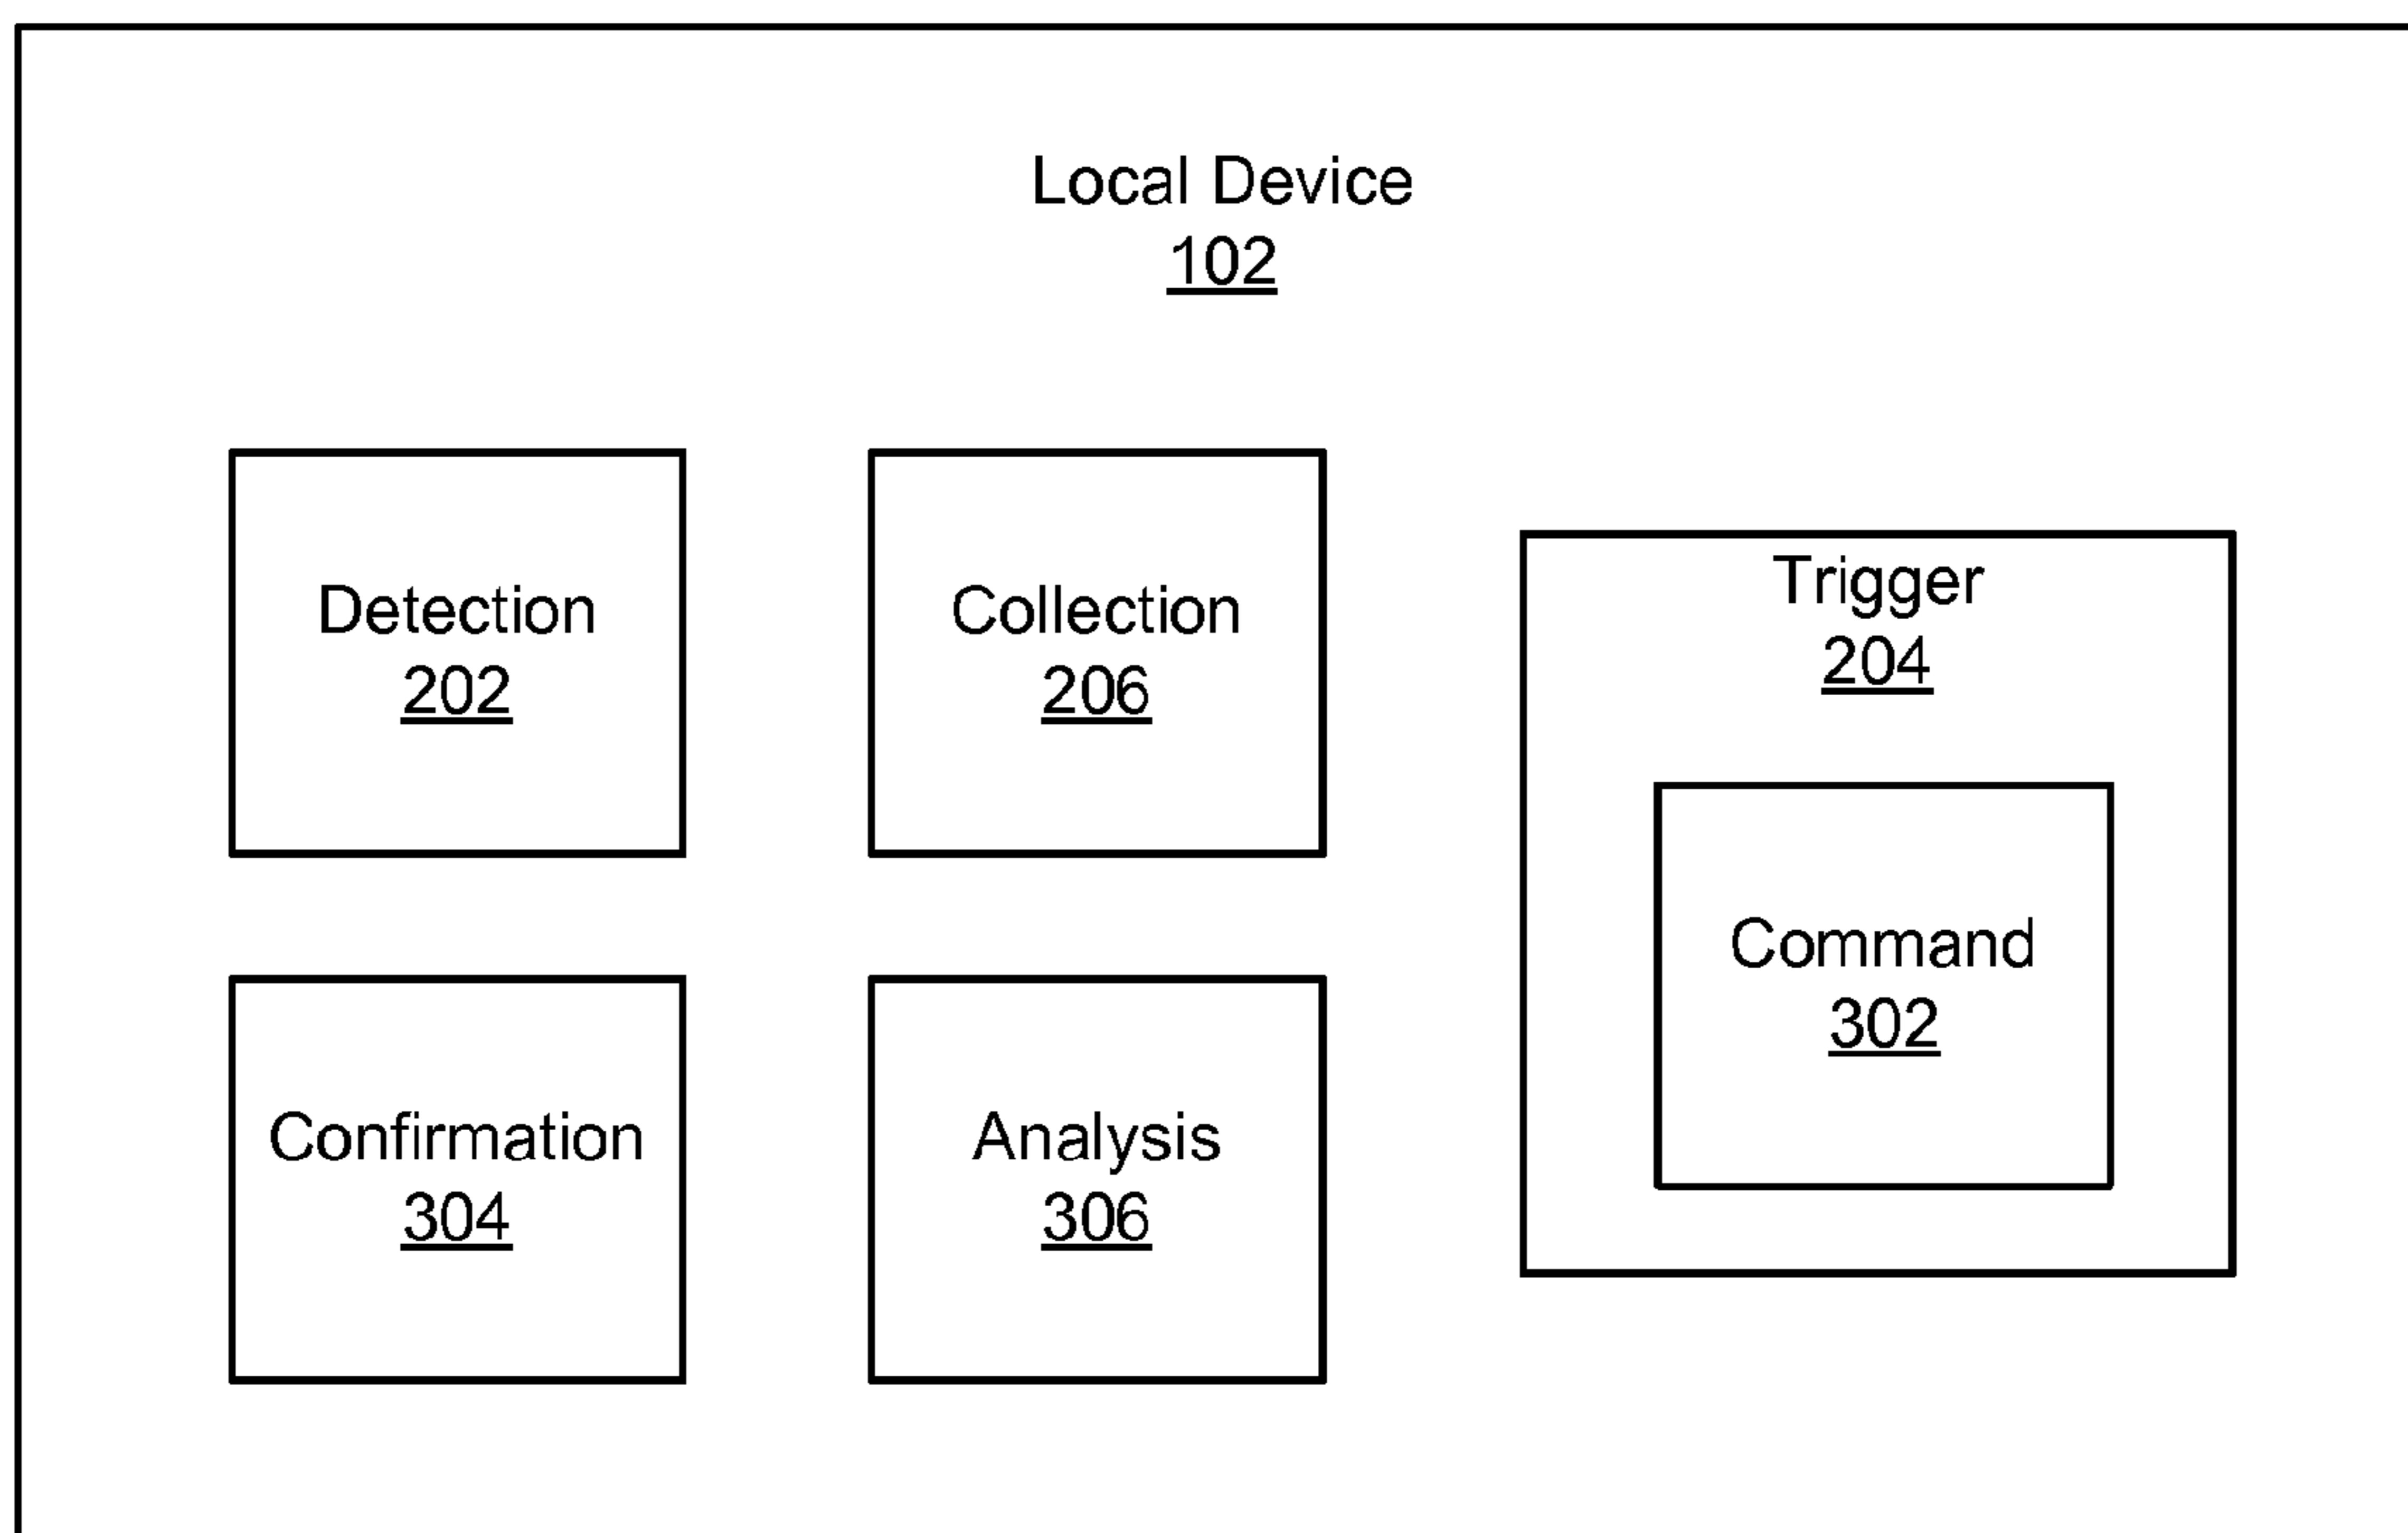 Local Device
102
Detection
202
Collection
206
Trigger
204
Command
302
Confirmation
304
Analysis
306